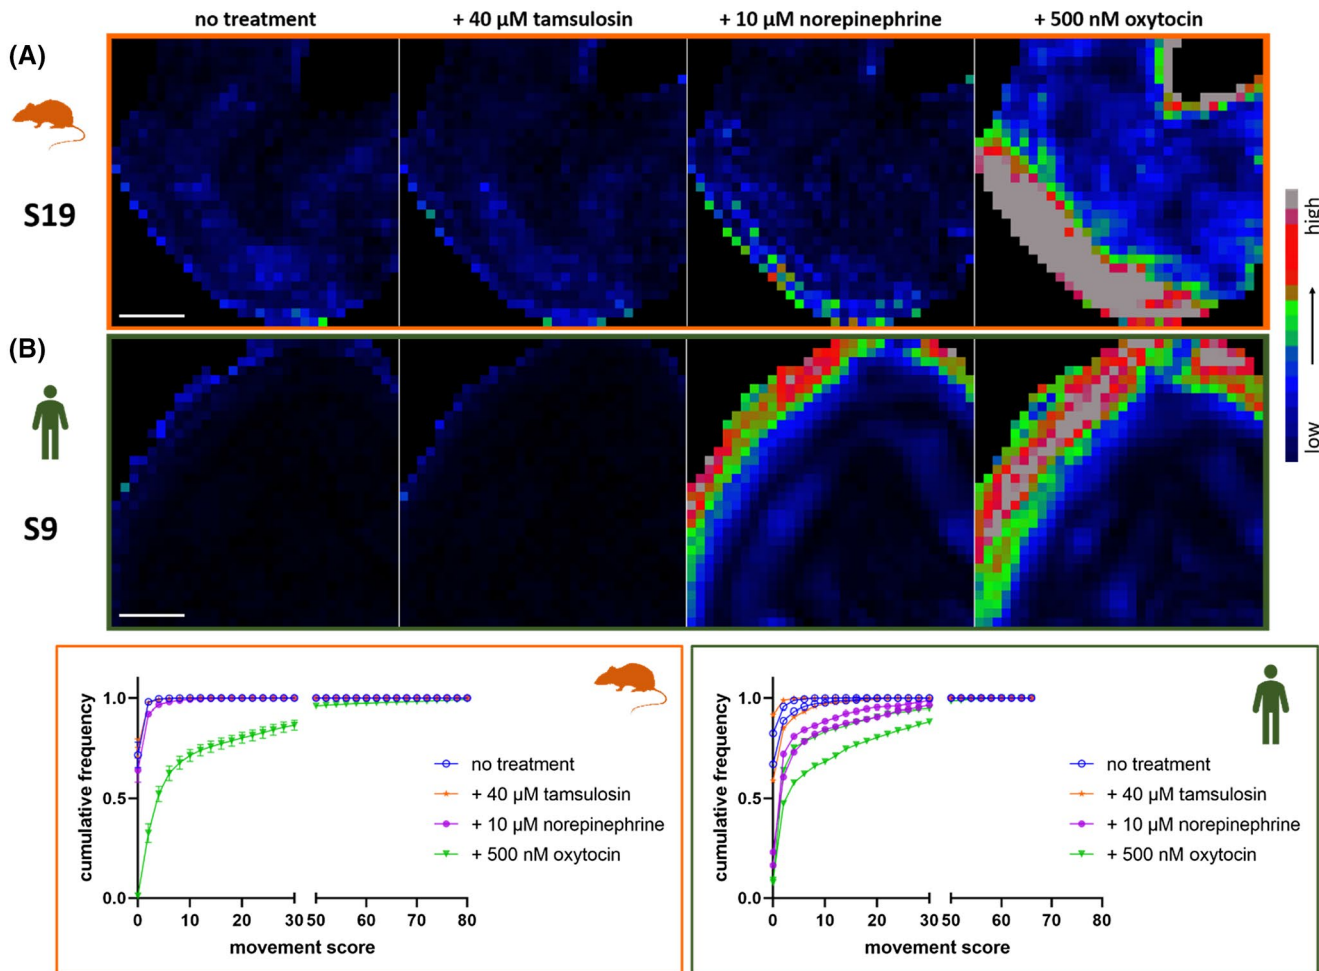 no treatment + 40 µM tamsulosin + 10 µM norepinephrine + 500 nM oxytocin
(A)
S19
high
low
(B)
S9
cumulative frequency
1.0
0.5
0.0
0 10 20 30 50 60 70 80
movement score
no treatment
+ 40 µM tamsulosin
+ 10 µM norepinephrine
+ 500 nM oxytocin
cumulative frequency
1.0
0.5
0.0
0 10 20 30 50 60 70 80
movement score
no treatment
+ 40 µM tamsulosin
+ 10 µM norepinephrine
+ 500 nM oxytocin